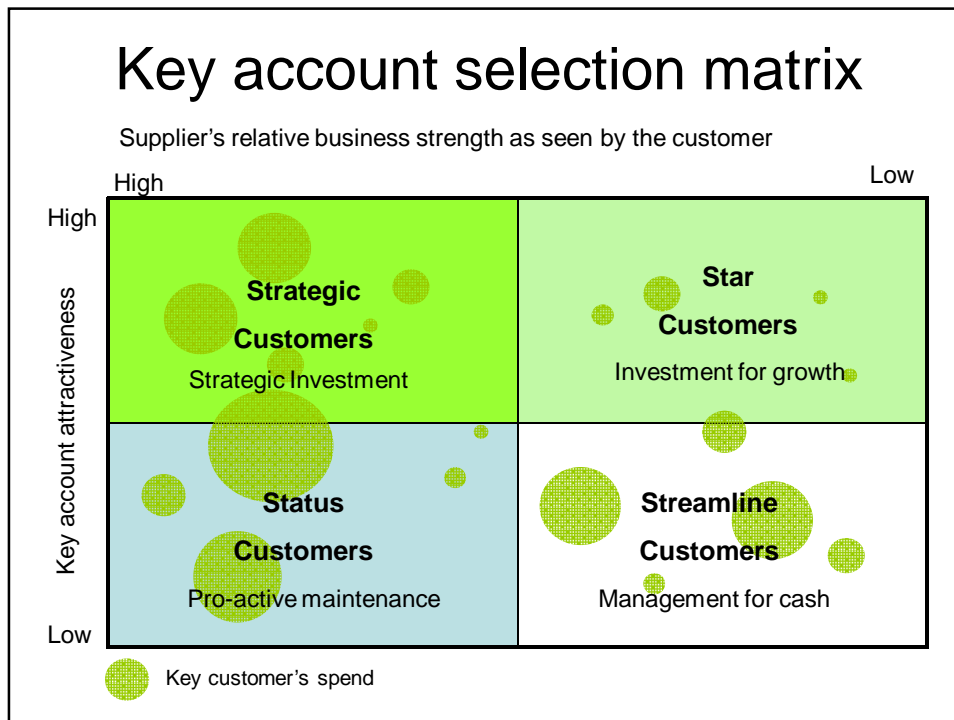 Key account selection matrix
Supplier's relative business strength as seen by the customer
High
Low
High
Key account attractiveness
Low
Strategic
Customers
Strategic Investment
Star
Customers
Investment for growth
Status
Customers
Pro-active maintenance
Streamline
Customers
Management for cash
Key customer's spend